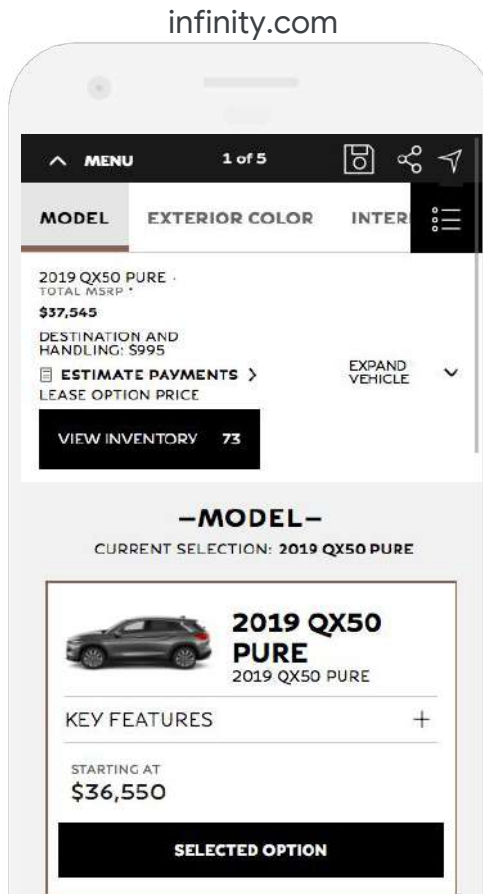 infinity.com
MENU
1 of 5
MODEL EXTERIOR COLOR INTER
2019 QX50 PURE ·
TOTAL MSRP *
$37,545
DESTINATION AND
HANDLING: $995
ESTIMATE PAYMENTS >
LEASE OPTION PRICE
EXPAND
VEHICLE
VIEW INVENTORY 73
–MODEL–
CURRENT SELECTION: 2019 QX50 PURE
2019 QX50
PURE
2019 QX50 PURE
KEY FEATURES +
STARTING AT
$36,550
SELECTED OPTION